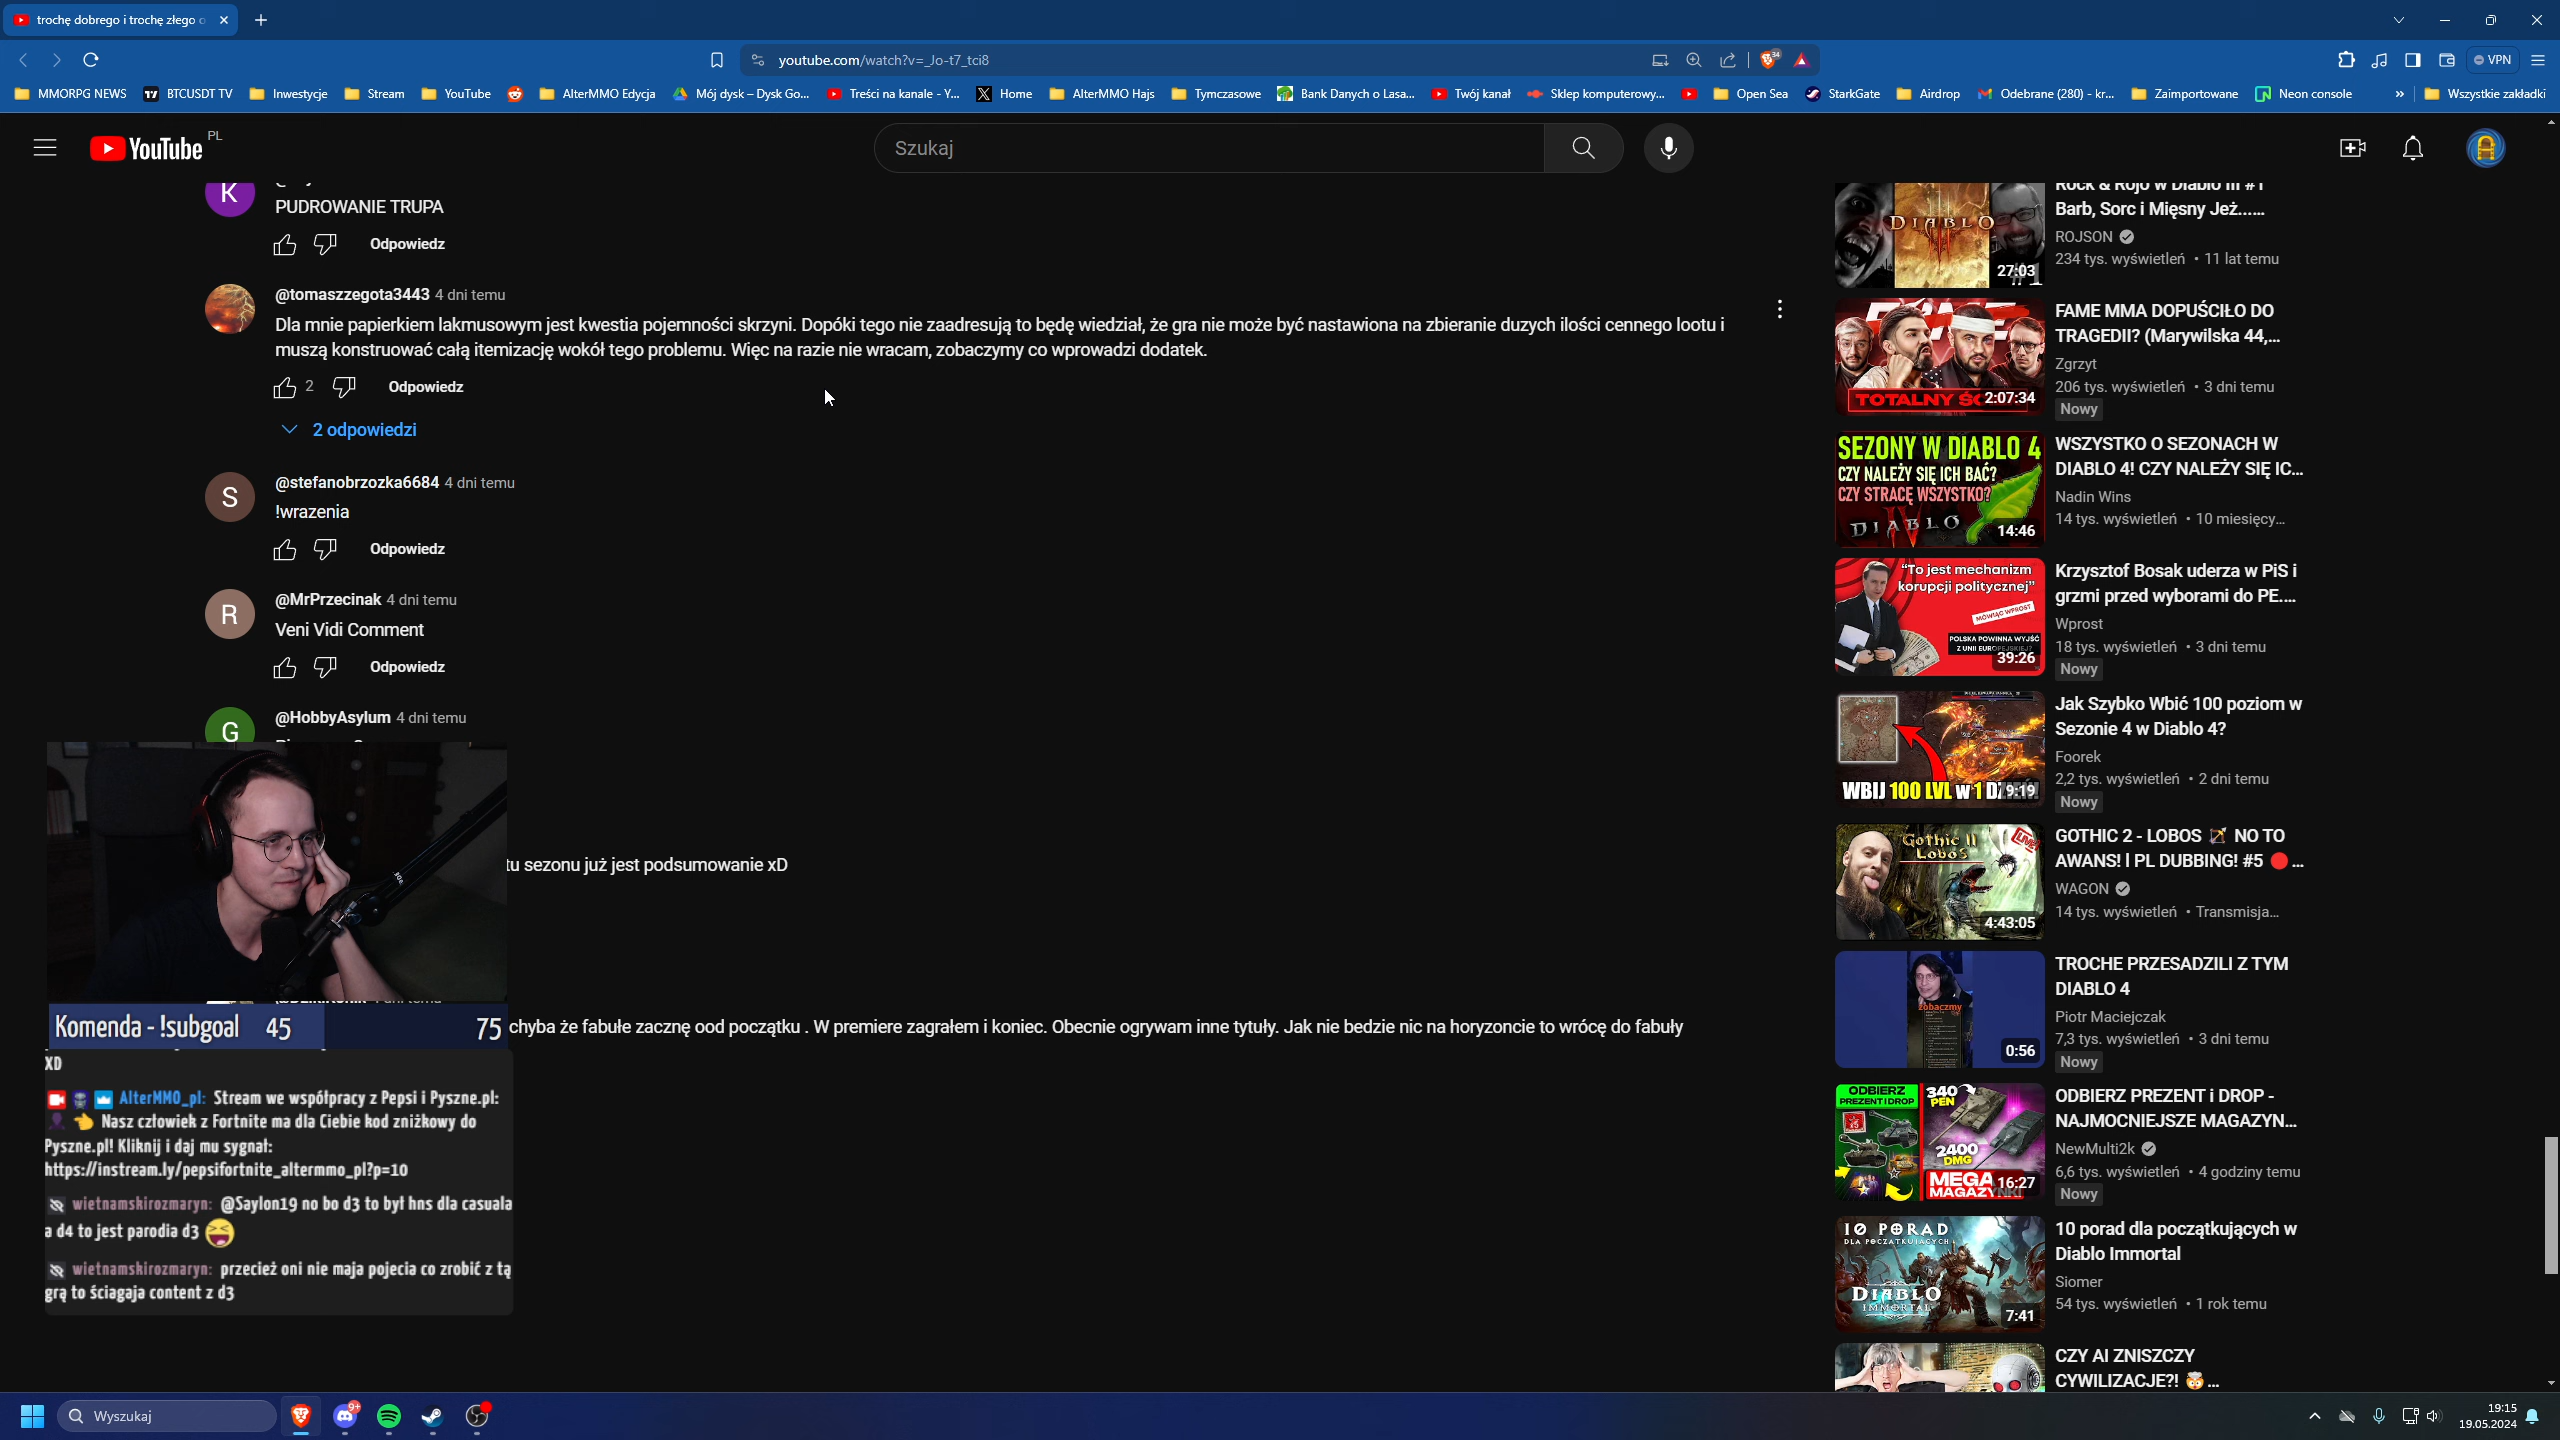 trochę dobrego i trochę złego
youtube.com/watch?v=_Jo-t7_tci8
34
VPN
MMORPG NEWS
BTCUSDT TV
Inwestycje
Stream
YouTube
AlterMMO Edycja
Mój dysk – Dysk Go...
Treści na kanale - Y...
Home
AlterMMO Hajs
Tymczasowe
Bank Danych o Lasa...
Twój kanał
Sklep komputerowy...
Open Sea
StarkGate
Airdrop
Odebrane (280) - kr...
Zaimportowane
Neon console
»
Wszystkie zakładki
YouTube PL
Szukaj
K
PUDROWANIE TRUPA
Odpowiedz
@tomaszzegota3443 4 dni temu
Dla mnie papierkiem lakmusowym jest kwestia pojemności skrzyni. Dopóki tego nie zaadresują to będę wiedział, że gra nie może być nastawiona na zbieranie duzych ilości cennego lootu i
muszą konstruować całą itemizację wokół tego problemu. Więc na razie nie wracam, zobaczymy co wprowadzi dodatek.
2 Odpowiedz
2 odpowiedzi
S
@stefanobrzozka6684 4 dni temu
!wrazenia
Odpowiedz
R
@MrPrzecinak 4 dni temu
Veni Vidi Comment
Odpowiedz
G
@HobbyAsylum 4 dni temu
tu sezonu już jest podsumowanie xD
Komenda - !subgoal 45 75
chyba że fabułe zacznę ood początku . W premiere zagrałem i koniec. Obecnie ogrywam inne tytuły. Jak nie bedzie nic na horyzoncie to wrócę do fabuły
XD
AlterMMO_pl: Stream we współpracy z Pepsi i Pyszne.pl:
👉 Nasz człowiek z Fortnite ma dla Ciebie kod zniżkowy do
Pyszne.pl! Kliknij i daj mu sygnał:
https://instream.ly/pepsifortnite_altermmo_pl?p=10
wietnamskirozmaryn: @Saylon19 no bo d3 to był hns dla casuala
a d4 to jest parodia d3 😆
wietnamskirozmaryn: przecież oni nie maja pojecia co zrobić z tą
grą to ściagaja content z d3
DIABLO
27:03
#1
Rock & Rojo w Diablo III #1
Barb, Sorc i Mięsny Jeż......
ROJSON
234 tys. wyświetleń • 11 lat temu
TOTALNY
2:07:34
FAME MMA DOPUŚCIŁO DO
TRAGEDII? (Marywilska 44,...
Zgrzyt
206 tys. wyświetleń • 3 dni temu
Nowy
SEZONY W DIABLO 4
CZY NALEŻY SIĘ ICH BAĆ?
CZY STRACĘ WSZYSTKO?
DIABLO
14:46
WSZYSTKO O SEZONACH W
DIABLO 4! CZY NALEŻY SIĘ IC...
Nadin Wins
14 tys. wyświetleń • 10 miesięcy...
"To jest mechanizm
korupcji politycznej"
MÓWIĄC WPROST
POLSKA POWINNA WYJŚĆ
Z UNII EUROPEJSKIEJ?
39:26
Krzysztof Bosak uderza w PiS i
grzmi przed wyborami do PE....
Wprost
18 tys. wyświetleń • 3 dni temu
Nowy
WBIJ 100 LVL W 1
9:19
Jak Szybko Wbić 100 poziom w
Sezonie 4 w Diablo 4?
Foorek
2,2 tys. wyświetleń • 2 dni temu
Nowy
Gothic II
LoboS
LIVE
4:43:05
GOTHIC 2 - LOBOS 🏹 NO TO
AWANS! l PL DUBBING! #5 🔴 ...
WAGON
14 tys. wyświetleń • Transmisja...
zobaczmy
0:56
TROCHE PRZESADZILI Z TYM
DIABLO 4
Piotr Maciejczak
7,3 tys. wyświetleń • 3 dni temu
Nowy
ODBIERZ
PREZENT i DROP
x5
340
PEN
2400
DMG
MEGA
MAGAZYNKI
16:27
ODBIERZ PREZENT i DROP -
NAJMOCNIEJSZE MAGAZYN...
NewMulti2k
6,6 tys. wyświetleń • 4 godziny temu
Nowy
10 PORAD
DLA POCZĄTKUJĄCYCH
DIABLO
IMMORTAL
7:41
10 porad dla początkujących w
Diablo Immortal
Siomer
54 tys. wyświetleń • 1 rok temu
CZY AI ZNISZCZY
CYWILIZACJE?! 🤯 ...
Wyszukaj
9+
19:15
19.05.2024